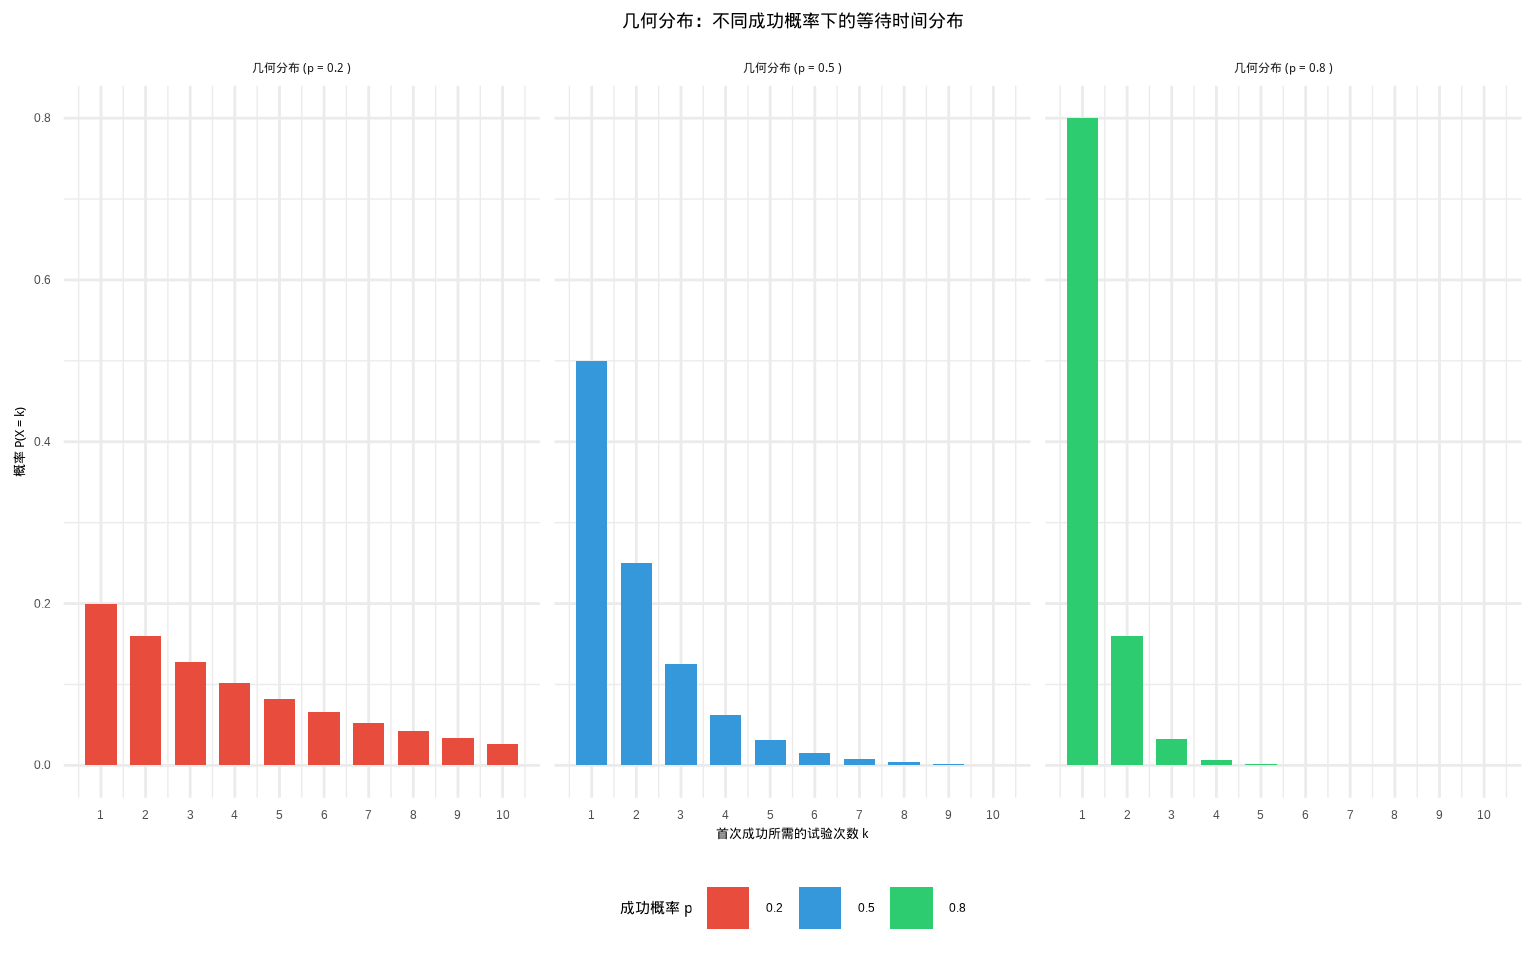 几何分布：不同成功概率下的等待时间分布
几何分布 (p = 0.2 )
几何分布 (p = 0.5 )
几何分布 (p = 0.8 )
概率 P(X = k)
0.8
0.6
0.4
0.2
0.0
1 2 3 4 5 6 7 8 9 10
1 2 3 4 5 6 7 8 9 10
1 2 3 4 5 6 7 8 9 10
首次成功所需的试验次数 k
成功概率 p 0.2 0.5 0.8